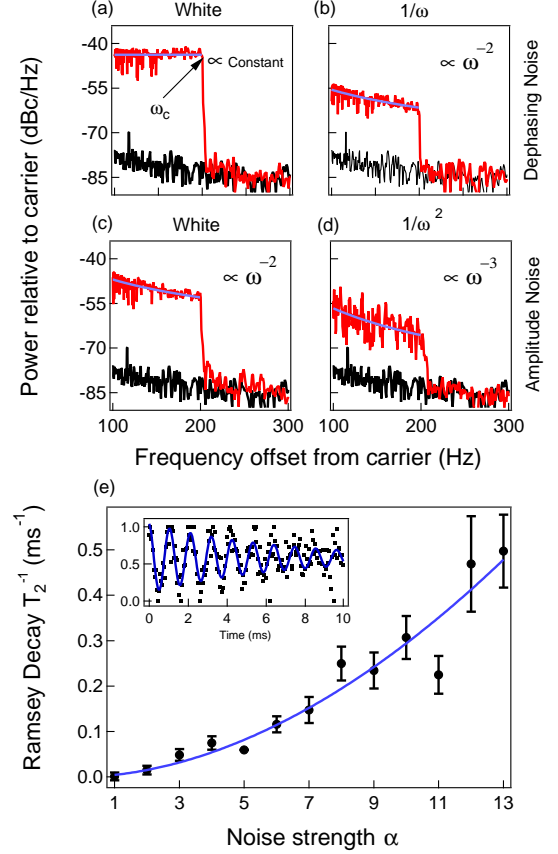 (a) White
(b) 1/ω
-40
-55
-70
-85
∝ Constant
ω_c
∝ ω^-2
Dephasing Noise
(c) White
(d) 1/ω^2
-40
-55
-70
-85
∝ ω^-2
∝ ω^-3
Amplitude Noise
Power relative to carrier (dBc/Hz)
100 200 300 100 200 300
Frequency offset from carrier (Hz)
(e)
Ramsey Decay T_2^-1 (ms^-1)
0.5
0.4
0.3
0.2
0.1
0.0
1.0
0.5
0.0
0 2 4 6 8 10
Time (ms)
1 3 5 7 9 11 13
Noise strength α